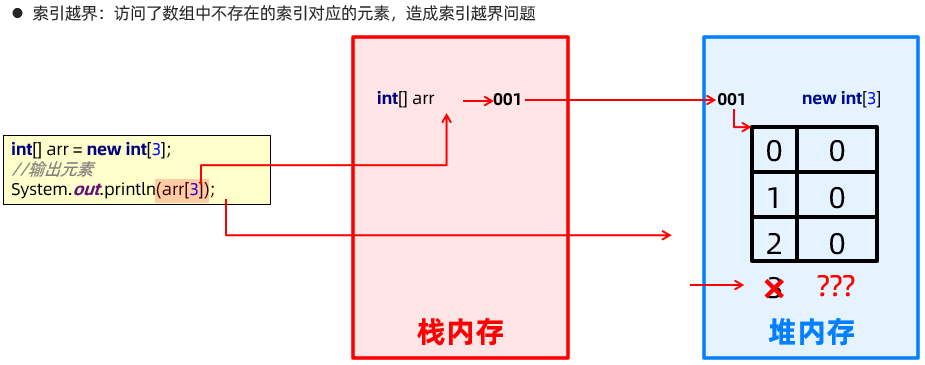 ● 索引越界：访问了数组中不存在的索引对应的元素，造成索引越界问题
int[] arr = new int[3];
//输出元素
System.out.println(arr[3]);
int[] arr
001
栈内存
001
new int[3]
0 0
1 0
2 0
3 ???
堆内存